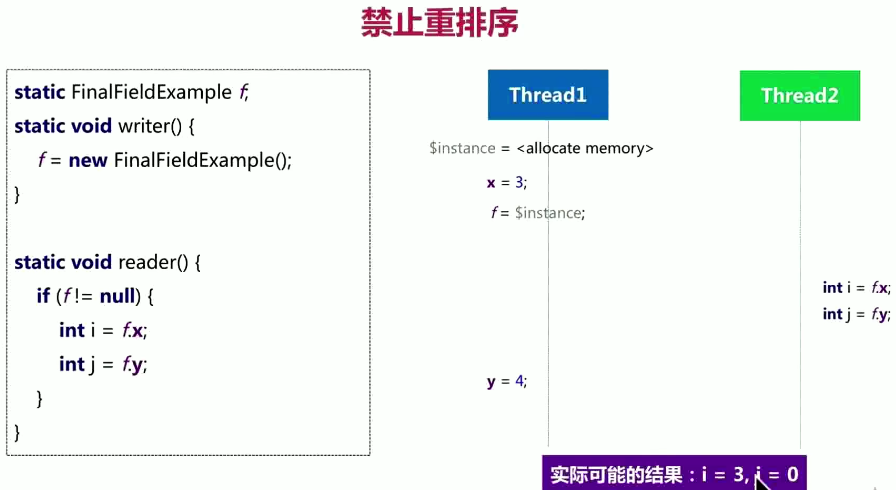 禁止重排序
static FinalFieldExample f;
static void writer() {
f = new FinalFieldExample();
}
static void reader() {
if (f != null) {
int i = f.x;
int j = f.y;
}
}
Thread1
Thread2
$instance = <allocate memory>
x = 3;
f = $instance;
int i = f.x;
int j = f.y;
y = 4;
实际可能的结果：i = 3, j = 0